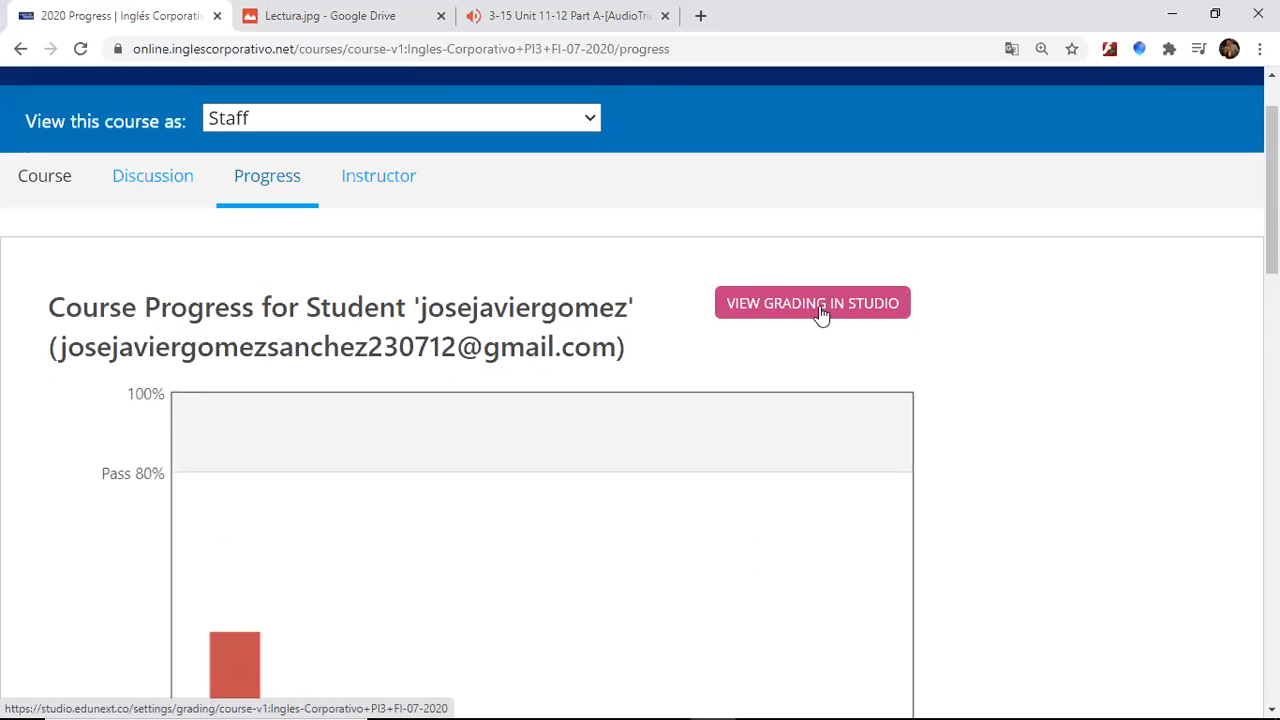 2020 Progress | Inglés Corporativ
Lectura.jpg - Google Drive
3-15 Unit 11-12 Part A-[AudioTri
online.inglescorporativo.net/courses/course-v1:Ingles-Corporativo+PI3+FI-07-2020/progress
View this course as:
Staff
Course
Discussion
Progress
Instructor
Course Progress for Student 'josejaviergomez'
(josejaviergomezsanchez230712@gmail.com)
VIEW GRADING IN STUDIO
100%
Pass 80%
https://studio.edunext.co/settings/grading/course-v1:Ingles-Corporativo+PI3+FI-07-2020